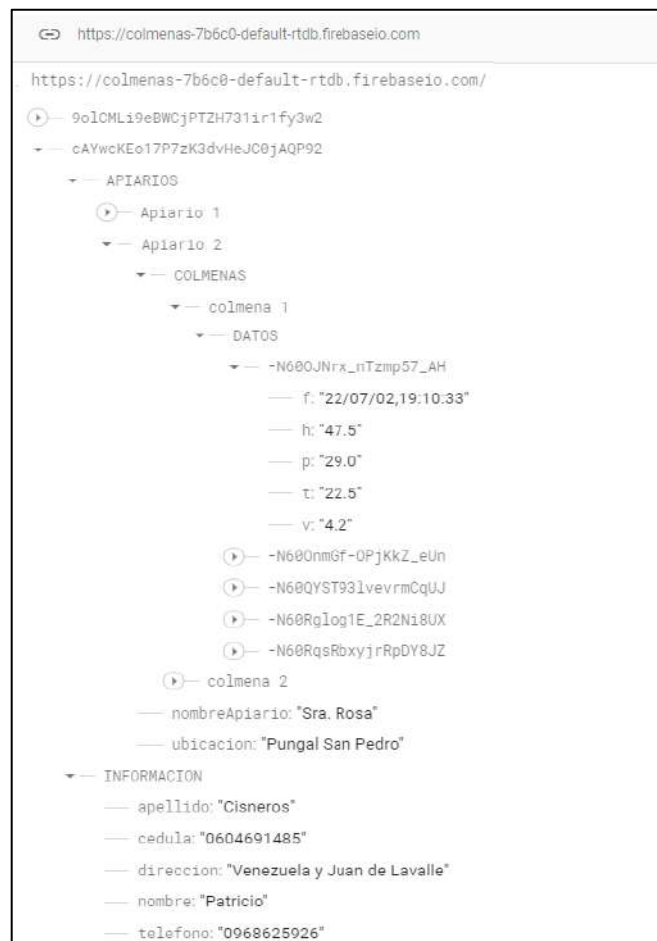 https://colmenas-7b6c0-default-rtdb.firebaseio.com
https://colmenas-7b6c0-default-rtdb.firebaseio.com/
9olCMLi9eBWCjPTZH731ir1fy3w2
cAYwcKEo17P7zK3dvHeJC0jAQP92
APIARIOS
Apiario 1
Apiario 2
COLMENAS
colmena 1
DATOS
-N60OJNrx_nTzmp57_AH
f: "22/07/02,19:10:33"
h: "47.5"
p: "29.0"
t: "22.5"
v: "4.2"
-N60OnmGf-OPjKkZ_eUn
-N60QYST93lvevrmCqUJ
-N60Rglog1E_2R2Ni8UX
-N60RqsRbxyjrRpDY8JZ
colmena 2
nombreApiario: "Sra. Rosa"
ubicacion: "Pungal San Pedro"
INFORMACION
apellido: "Cisneros"
cedula: "0604691485"
direccion: "Venezuela y Juan de Lavalle"
nombre: "Patricio"
telefono: "0968625926"